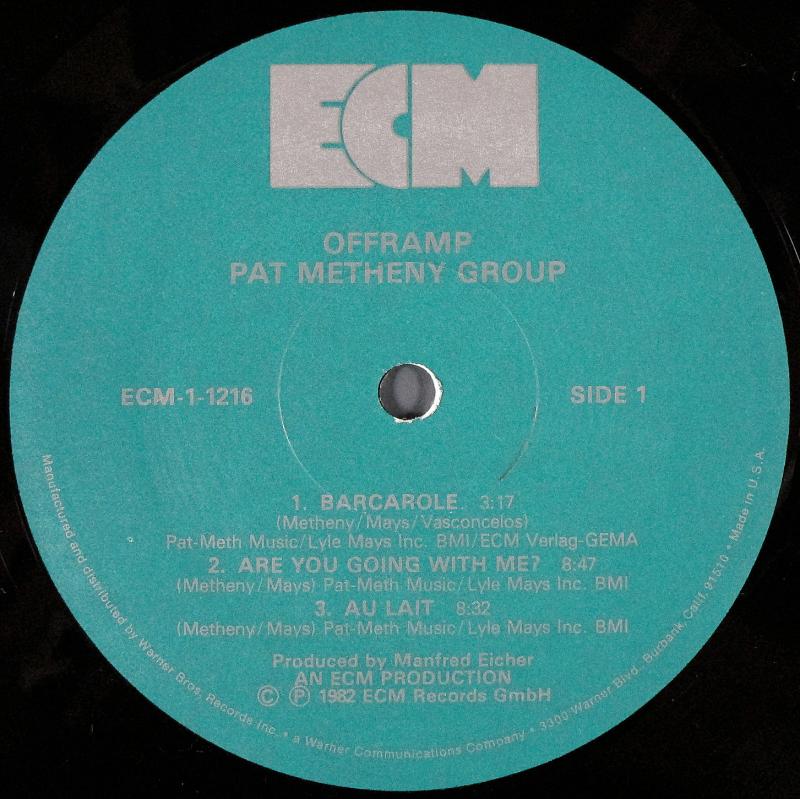 ECM
OFFRAMP
PAT METHENY GROUP
ECM-1-1216
SIDE 1
1. BARCAROLE 3:17
(Metheny/Mays/Vasconcelos)
Pat-Meth Music/Lyle Mays Inc. BMI/ECM Verlag-GEMA
2. ARE YOU GOING WITH ME? 8:47
(Metheny/Mays) Pat-Meth Music/Lyle Mays Inc. BMI
3. AU LAIT 8:32
(Metheny/Mays) Pat-Meth Music/Lyle Mays Inc. BMI
Produced by Manfred Eicher
AN ECM PRODUCTION
© ℗ 1982 ECM Records GmbH
Manufactured and distributed by Warner Bros. Records Inc. • a Warner Communications Company • 3300 Warner Blvd., Burbank, Calif. 91510 • Made in U.S.A.